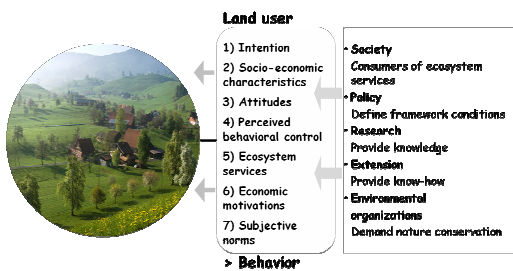 Land user
1) Intention
2) Socio-economic
characteristics
3) Attitudes
4) Perceived
behavioral control
5) Ecosystem
services
6) Economic
motivations
7) Subjective
norms
> Behavior
• Society
Consumers of ecosystem
services
• Policy
Define framework conditions
• Research
Provide knowledge
• Extension
Provide know-how
• Environmental
organizations
Demand nature conservation